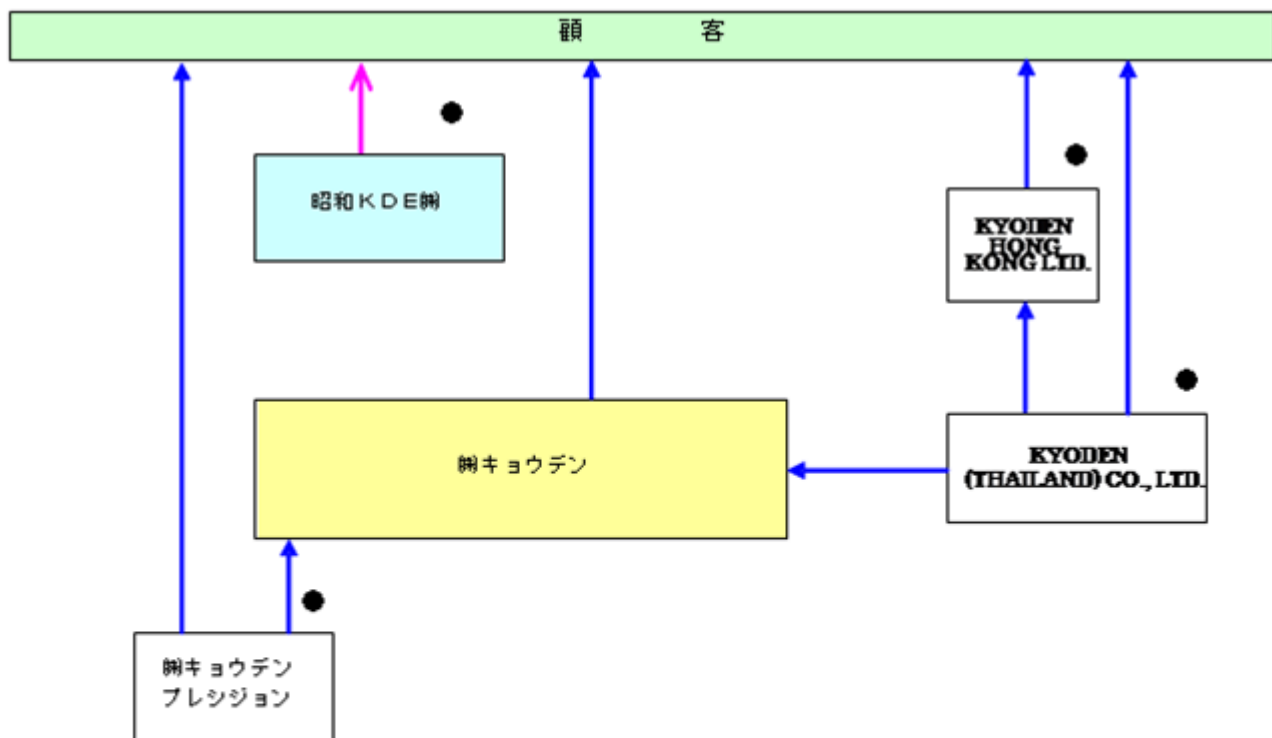 顧 客
昭和KDE㈱
KYODEN
HONG
KONG LTD.
㈱キョウデン
KYODEN
(THAILAND) CO., LTD.
㈱キョウデン
プレシジョン